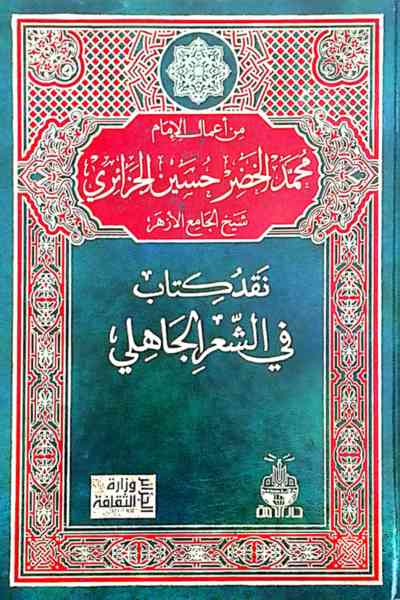 من أعمال الإمام
محمد الخضر حسين الجزائري
شيخ الجامع الأزهر
نقد كتاب
في الشعر الجاهلي
وزارة
الثقافة